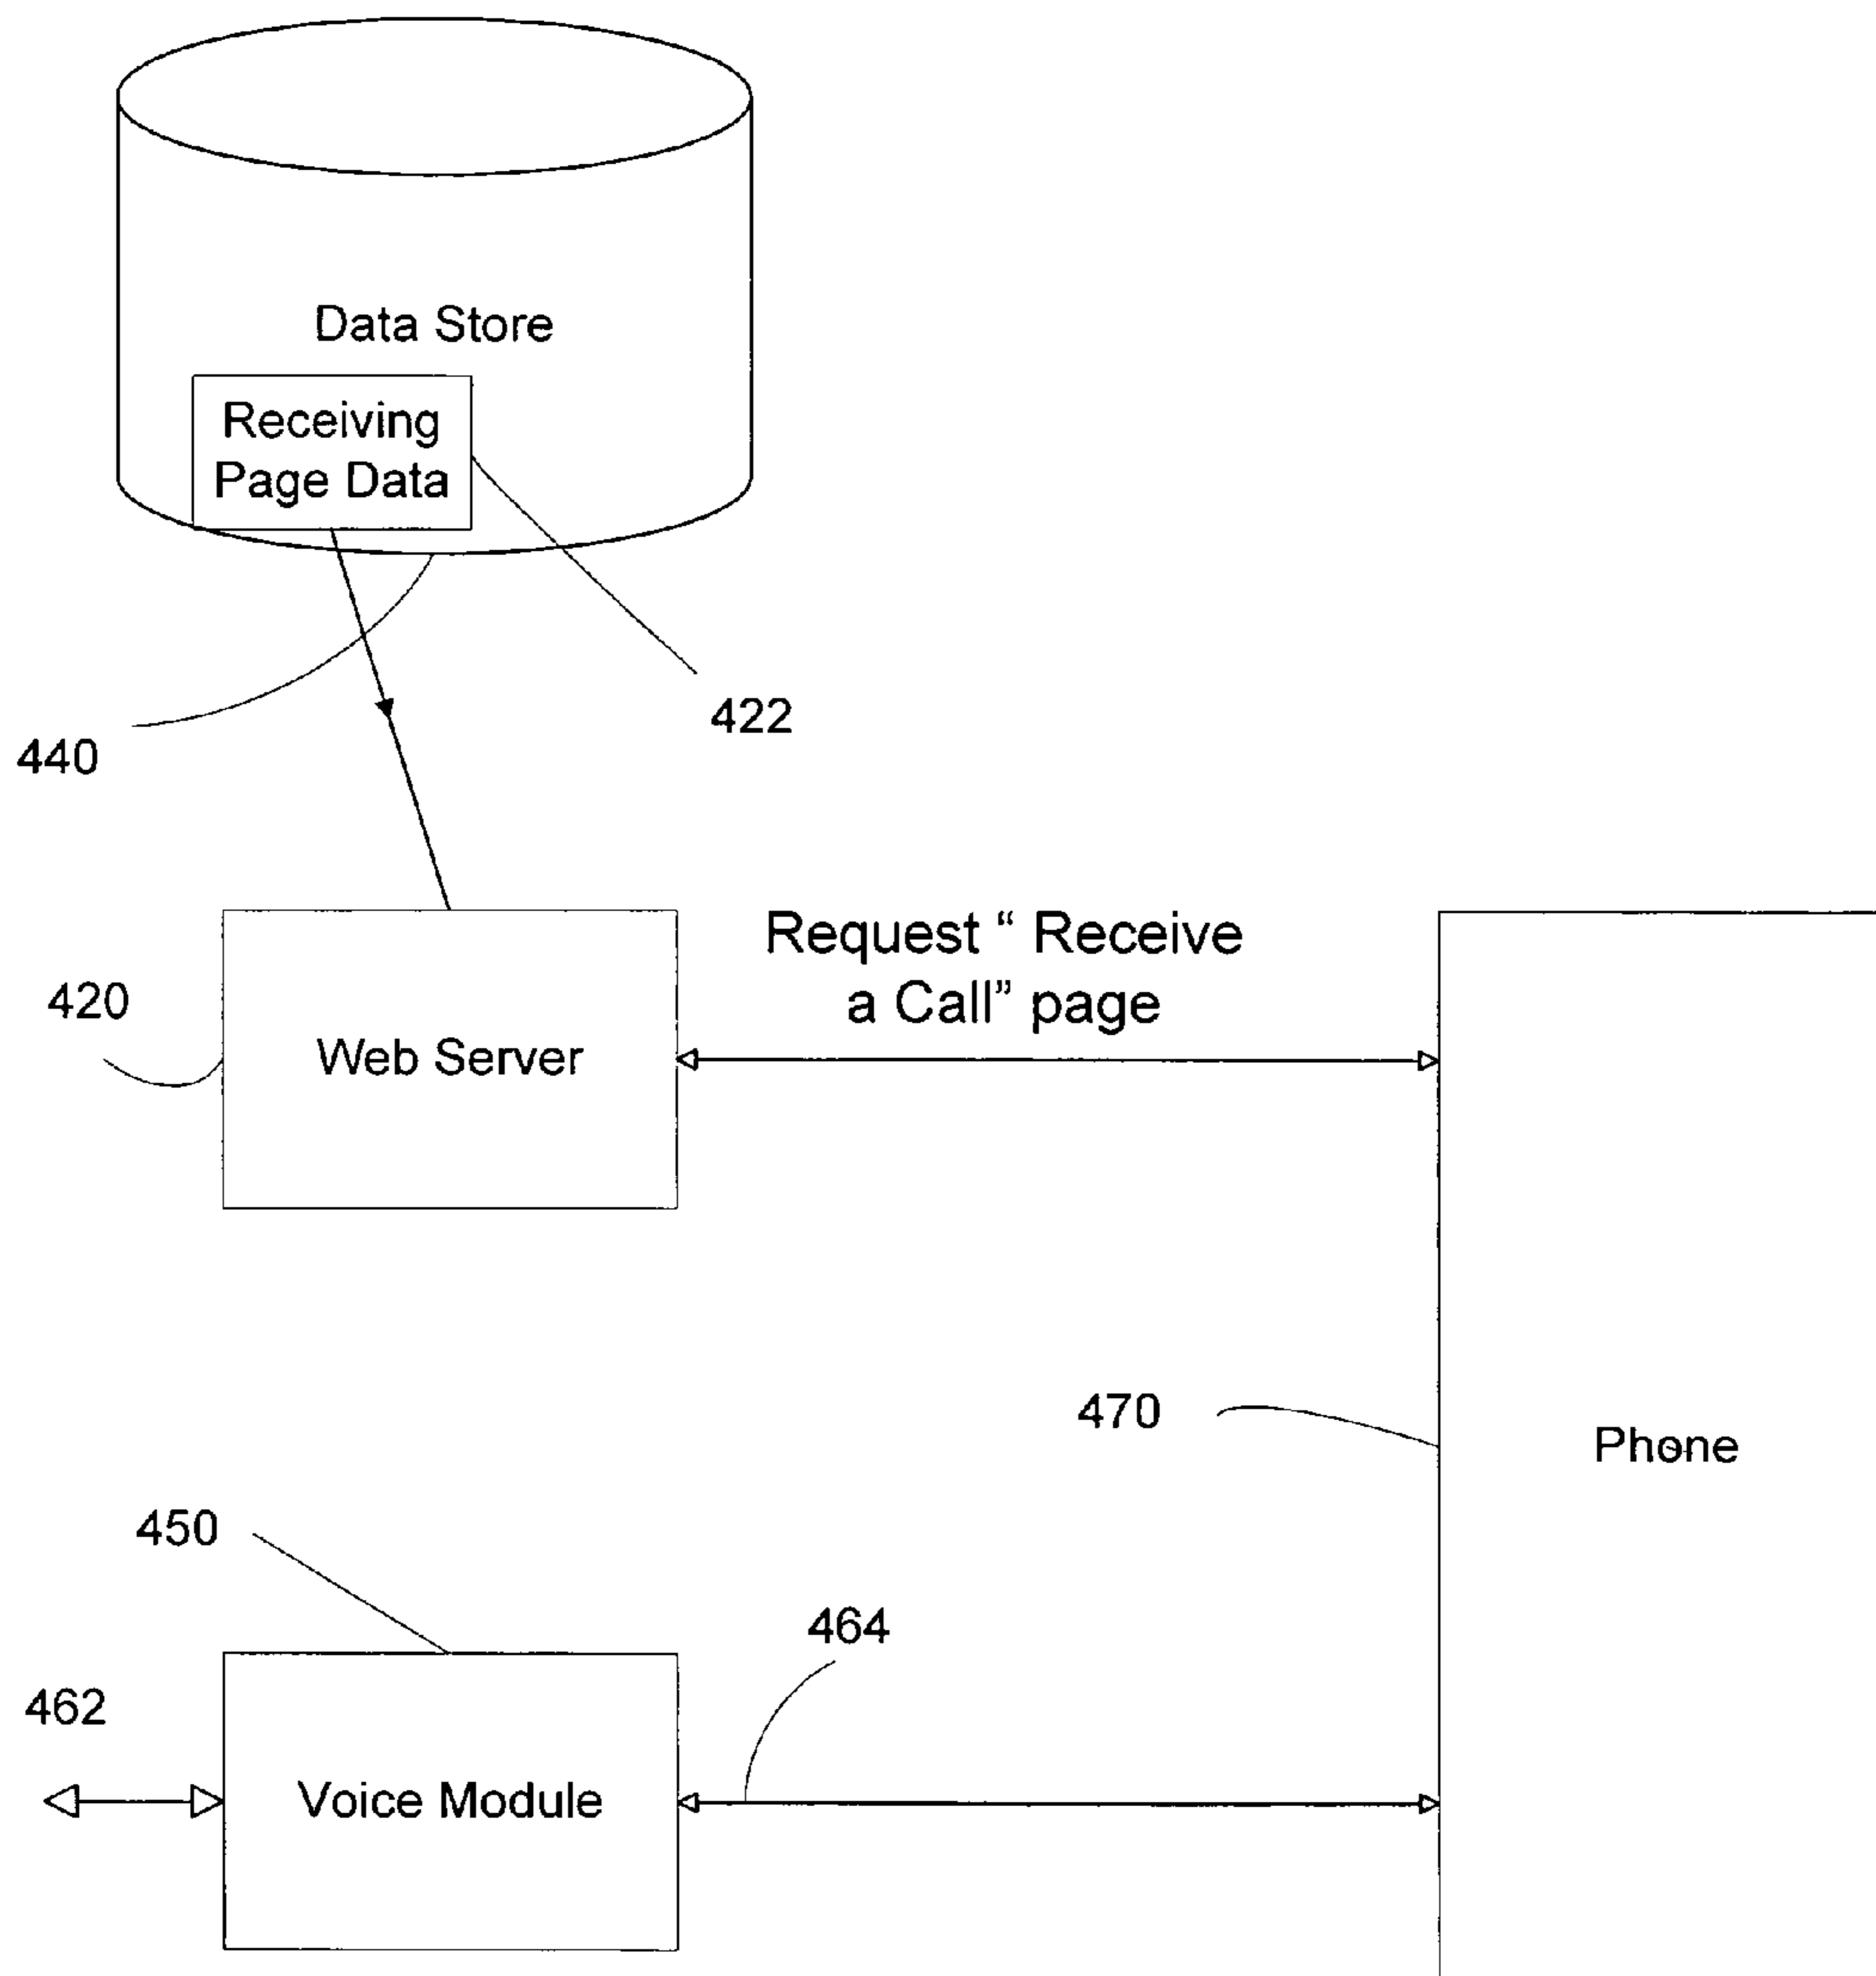 Data Store
Receiving
Page Data
422
440
Request “ Receive
a Call” page
420
Web Server
470
Phone
450
464
462
Voice Module